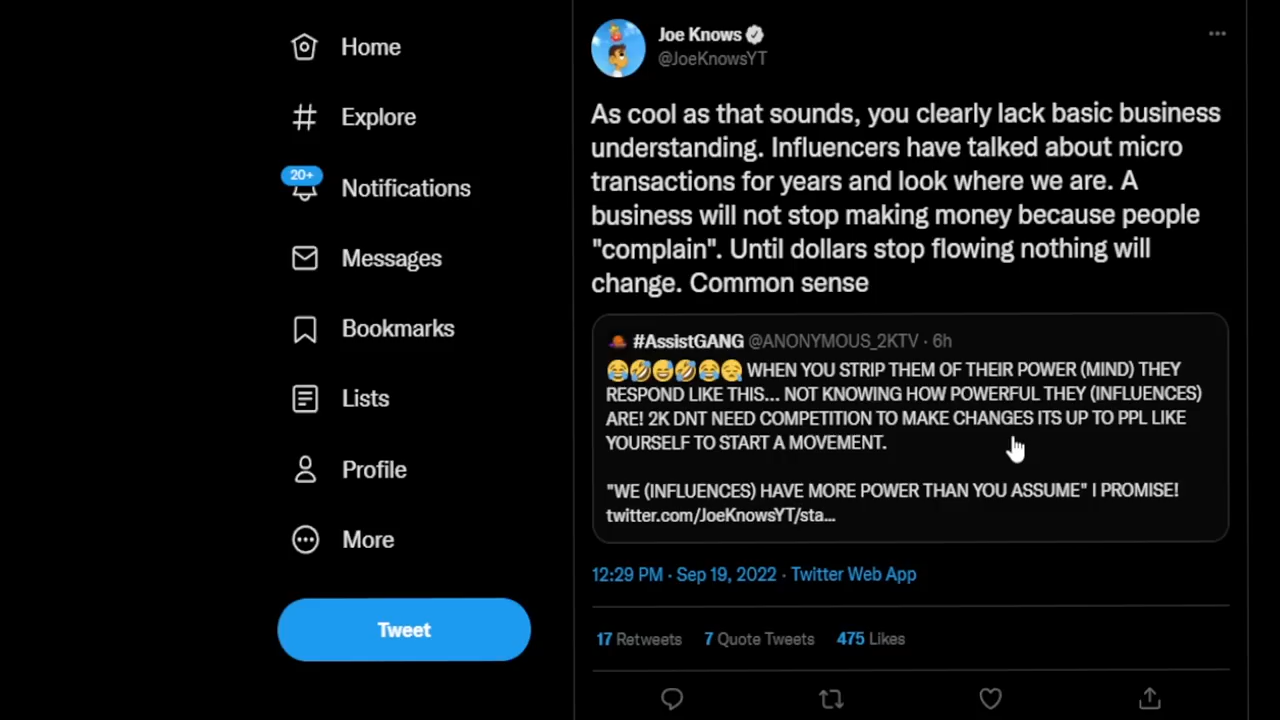 Home
Explore
20+
Notifications
Messages
Bookmarks
Lists
Profile
More
Tweet
Joe Knows
@JoeKnowsYT
As cool as that sounds, you clearly lack basic business
understanding. Influencers have talked about micro
transactions for years and look where we are. A
business will not stop making money because people
"complain". Until dollars stop flowing nothing will
change. Common sense
#AssistGANG @ANONYMOUS_2KTV · 6h
😂🤣😅🤣😂😪 WHEN YOU STRIP THEM OF THEIR POWER (MIND) THEY
RESPOND LIKE THIS... NOT KNOWING HOW POWERFUL THEY (INFLUENCES)
ARE! 2K DNT NEED COMPETITION TO MAKE CHANGES ITS UP TO PPL LIKE
YOURSELF TO START A MOVEMENT.
"WE (INFLUENCES) HAVE MORE POWER THAN YOU ASSUME" I PROMISE!
twitter.com/JoeKnowsYT/sta...
12:29 PM · Sep 19, 2022 · Twitter Web App
17 Retweets 7 Quote Tweets 475 Likes